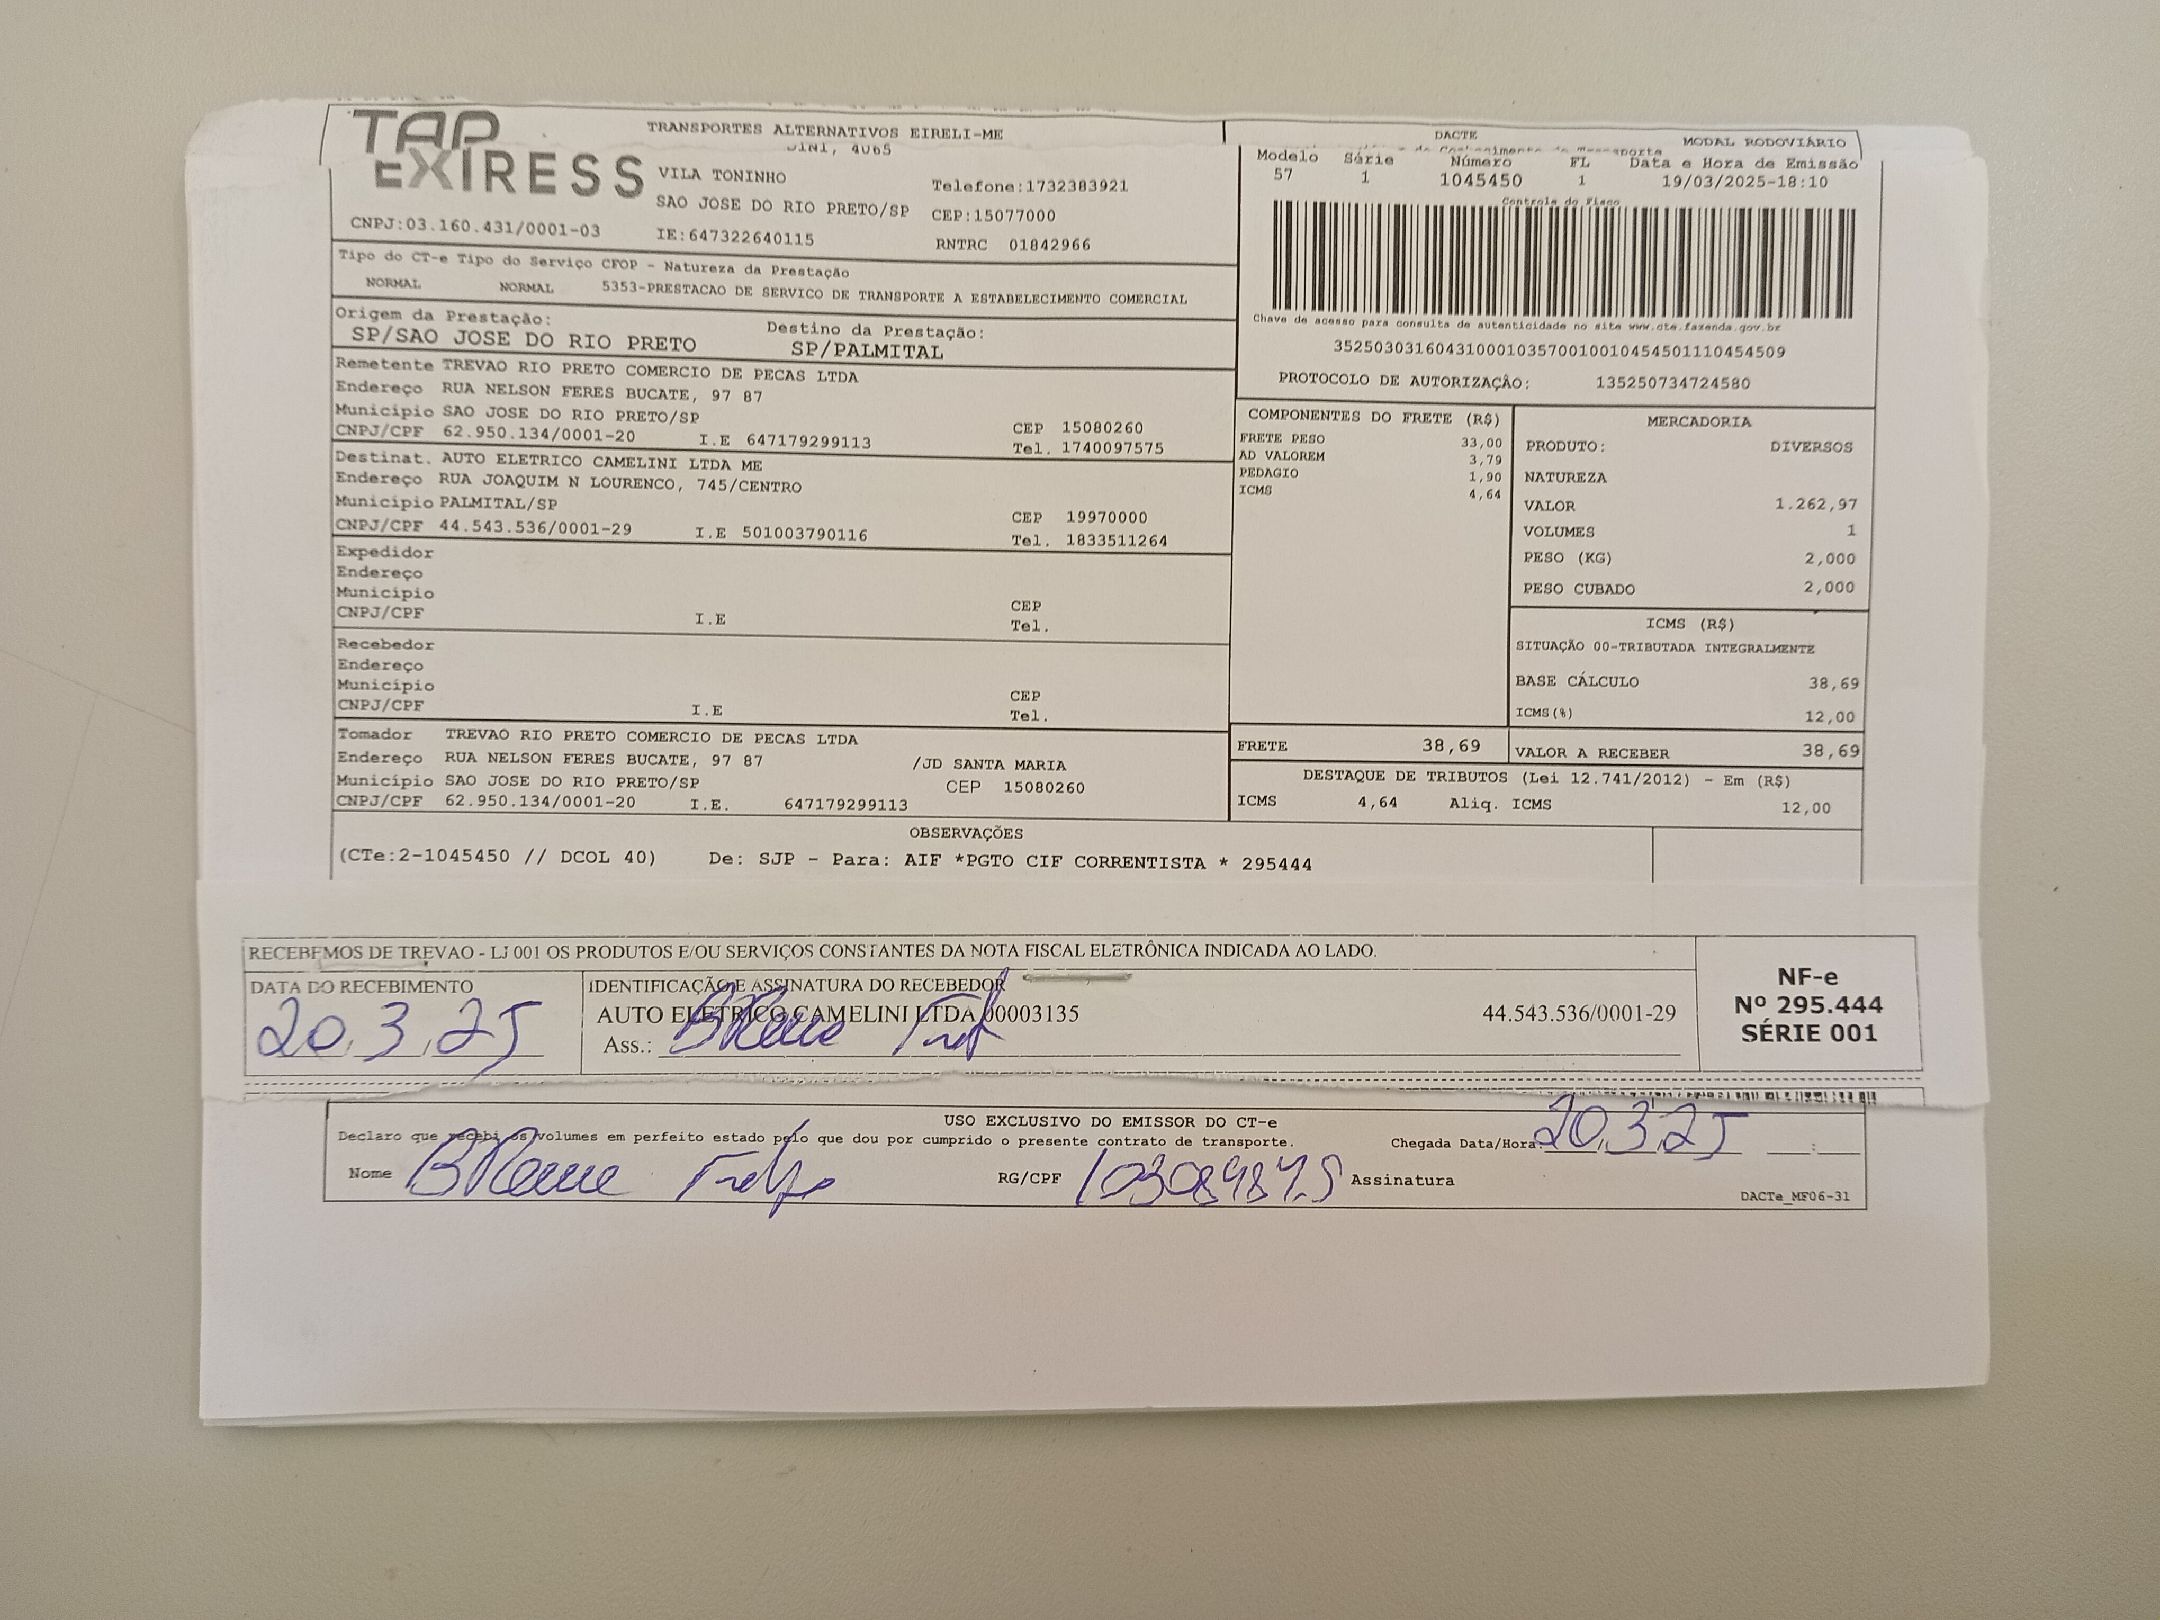 TAP
EXPRESS
TRANSPORTES ALTERNATIVOS EIRELI-ME
VILA TONINHO
Telefone:1732383921
SAO JOSE DO RIO PRETO/SP CEP:15077000
CNPJ:03.160.431/0001-03 IE:647322640115 RNTRC 01842966
DACTE MODAL RODOVIÁRIO
Modelo Série Número FL Data e Hora de Emissão
57 1 1045450 1 19/03/2025-18:10
Controle do Fisco
Chave de acesso para consulta de autenticidade no site www.cte.fazenda.gov.br
35250303160431000103570010010454501110454509
PROTOCOLO DE AUTORIZAÇÃO: 135250734724580
Tipo do CT-e Tipo do Serviço CFOP - Natureza da Prestação
NORMAL NORMAL 5353-PRESTACAO DE SERVICO DE TRANSPORTE A ESTABELECIMENTO COMERCIAL
Origem da Prestação: Destino da Prestação:
SP/SAO JOSE DO RIO PRETO SP/PALMITAL
Remetente TREVAO RIO PRETO COMERCIO DE PECAS LTDA
Endereço RUA NELSON FERES BUCATE, 97 87
Município SAO JOSE DO RIO PRETO/SP CEP 15080260
CNPJ/CPF 62.950.134/0001-20 I.E 647179299113 Tel. 1740097575
Destinat. AUTO ELETRICO CAMELINI LTDA ME
Endereço RUA JOAQUIM N LOURENCO, 745/CENTRO
Município PALMITAL/SP CEP 19970000
CNPJ/CPF 44.543.536/0001-29 I.E 501003790116 Tel. 1833511264
Expedidor
Endereço
Município CEP
CNPJ/CPF I.E Tel.
Recebedor
Endereço
Município CEP
CNPJ/CPF I.E Tel.
Tomador TREVAO RIO PRETO COMERCIO DE PECAS LTDA
Endereço RUA NELSON FERES BUCATE, 97 87 /JD SANTA MARIA
Município SAO JOSE DO RIO PRETO/SP CEP 15080260
CNPJ/CPF 62.950.134/0001-20 I.E. 647179299113
COMPONENTES DO FRETE (R$)
FRETE PESO 33,00
AD VALOREM 3,79
PEDAGIO 1,90
ICMS 4,64
MERCADORIA
PRODUTO: DIVERSOS
NATUREZA
VALOR 1.262,97
VOLUMES 1
PESO (KG) 2,000
PESO CUBADO 2,000
ICMS (R$)
SITUAÇÃO 00-TRIBUTADA INTEGRALMENTE
BASE CÁLCULO 38,69
ICMS(%) 12,00
FRETE 38,69 VALOR A RECEBER 38,69
DESTAQUE DE TRIBUTOS (Lei 12.741/2012) - Em (R$)
ICMS 4,64 Aliq. ICMS 12,00
OBSERVAÇÕES
(CTe:2-1045450 // DCOL 40) De: SJP - Para: AIF *PGTO CIF CORRENTISTA * 295444
RECEBEMOS DE TREVAO - LJ 001 OS PRODUTOS E/OU SERVIÇOS CONSTANTES DA NOTA FISCAL ELETRÔNICA INDICADA AO LADO.
DATA DO RECEBIMENTO IDENTIFICAÇÃO E ASSINATURA DO RECEBEDOR
AUTO ELETRICO CAMELINI LTDA 00003135 44.543.536/0001-29
20,3,25 Ass.:
NF-e
Nº 295.444
SÉRIE 001
USO EXCLUSIVO DO EMISSOR DO CT-e
Declaro que recebi os volumes em perfeito estado pelo que dou por cumprido o presente contrato de transporte. Chegada Data/Hora 20,3,25
Nome RG/CPF Assinatura
DACTe_MF06-31